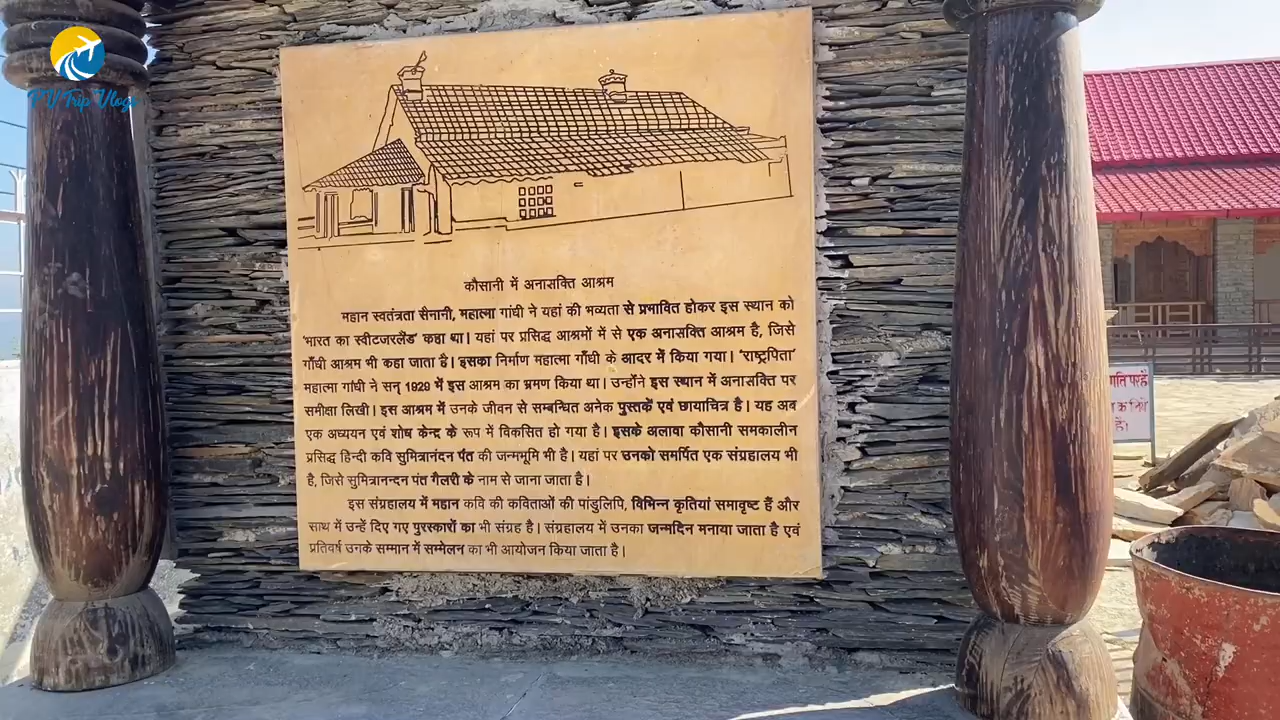 PV Trip Vlogs
कौसानी में अनासक्ति आश्रम
महान स्वतंत्रता सैनानी, महात्मा गांधी ने यहां की भव्यता से प्रभावित होकर इस स्थान को
'भारत का स्वीटजरलैंड' कहा था। यहां पर प्रसिद्ध आश्रमों में से एक अनासक्ति आश्रम है, जिसे
गाँधी आश्रम भी कहा जाता है। इसका निर्माण महात्मा गाँधी के आदर में किया गया। 'राष्ट्रपिता'
महात्मा गांधी ने सन् 1929 में इस आश्रम का भ्रमण किया था। उन्होंने इस स्थान में अनासक्ति पर
समीक्षा लिखी। इस आश्रम में उनके जीवन से सम्बन्धित अनेक पुस्तकें एवं छायाचित्र है। यह अब
एक अध्ययन एवं शोध केन्द्र के रूप में विकसित हो गया है। इसके अलावा कौसानी समकालीन
प्रसिद्ध हिन्दी कवि सुमित्रानंदन पंत की जन्मभूमि भी है। यहां पर उनको समर्पित एक संग्रहालय भी
है, जिसे सुमित्रानन्दन पंत गैलरी के नाम से जाना जाता है।
इस संग्रहालय में महान कवि की कविताओं की पांडुलिपि, विभिन्न कृतियां समावृष्ट हैं और
साथ में उन्हें दिए गए पुरस्कारों का भी संग्रह है। संग्रहालय में उनका जन्मदिन मनाया जाता है एवं
प्रतिवर्ष उनके सम्मान में सम्मेलन का भी आयोजन किया जाता है।